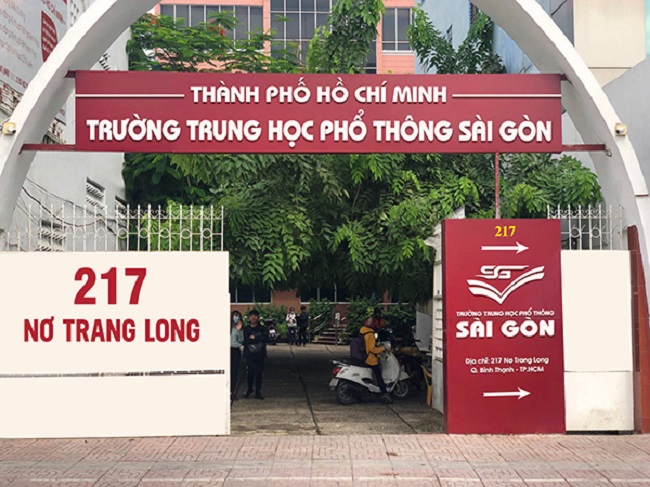 THÀNH PHỐ HỒ CHÍ MINH
TRƯỜNG TRUNG HỌC PHỔ THÔNG SÀI GÒN
217
NƠ TRANG LONG
217
SG
TRƯỜNG TRUNG HỌC PHỔ THÔNG
SÀI GÒN
Địa chỉ: 217 Nơ Trang Long
Q. Bình Thạnh - TP.HCM